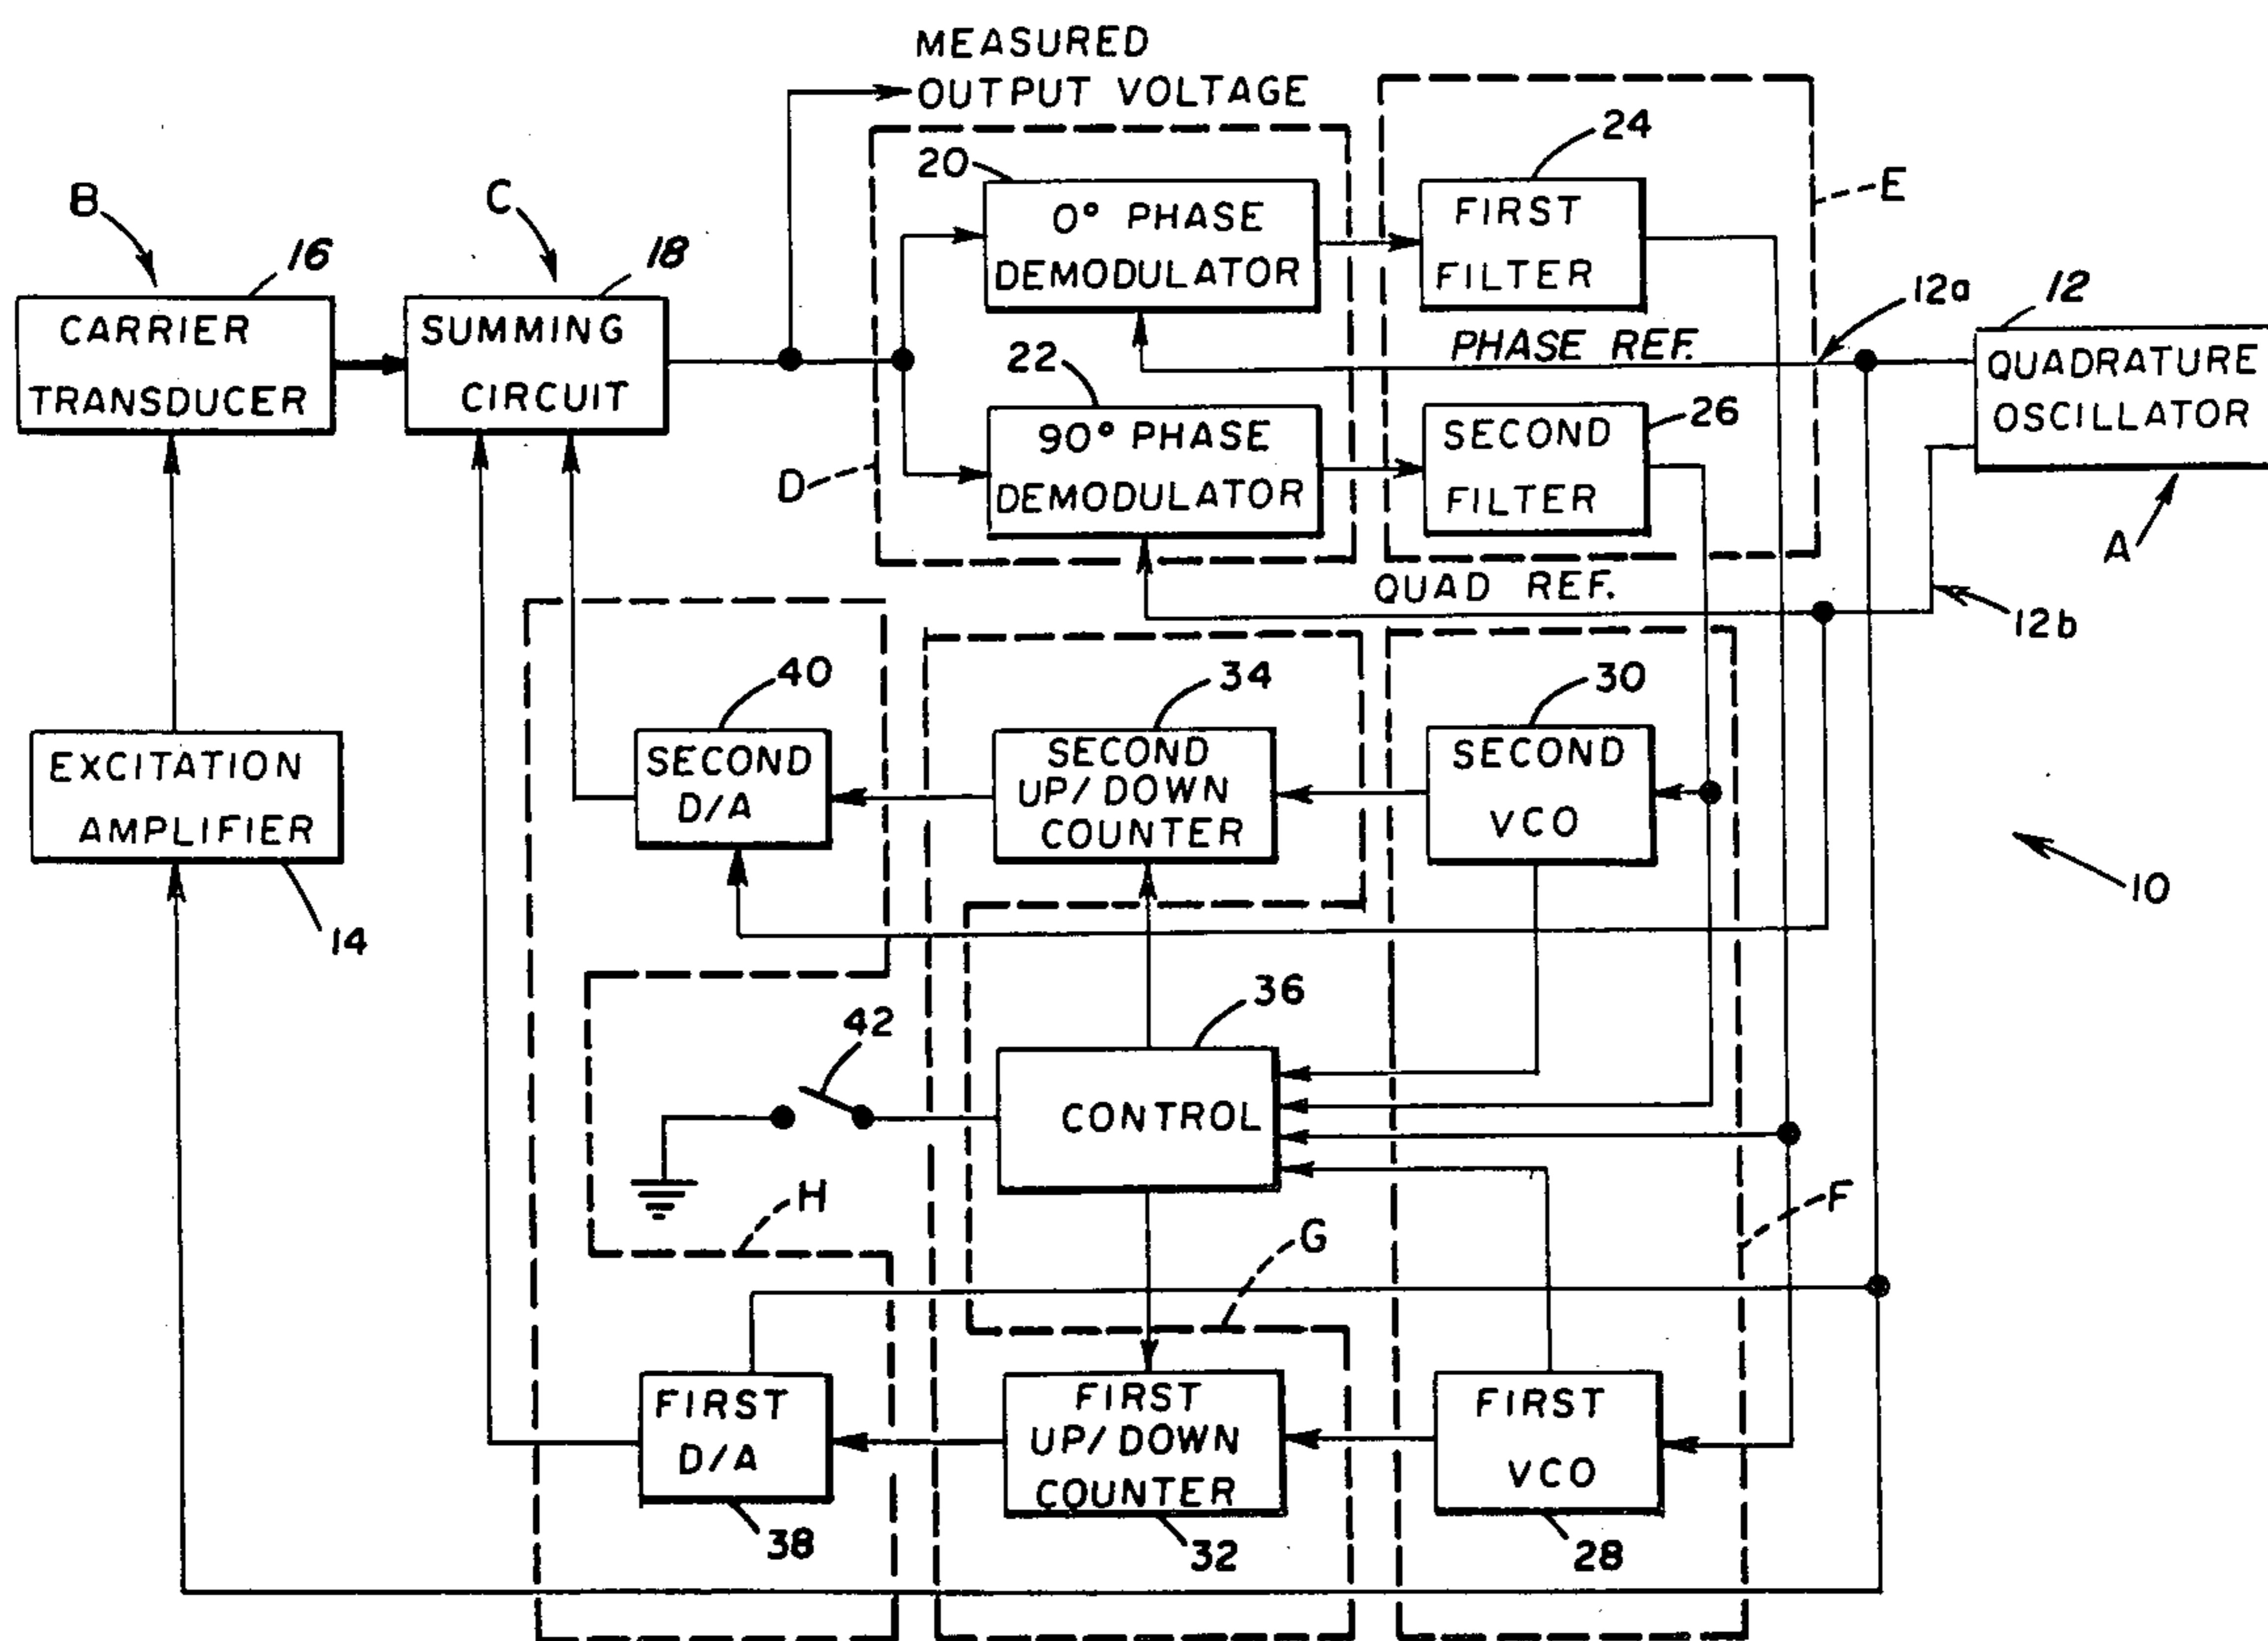 MEASURED
OUTPUT VOLTAGE
B
16
CARRIER
TRANSDUCER
C
18
SUMMING
CIRCUIT
20
0° PHASE
DEMODULATOR
24
FIRST
FILTER
E
PHASE REF.
12a
12
QUADRATURE
OSCILLATOR
A
D
22
90° PHASE
DEMODULATOR
26
SECOND
FILTER
QUAD REF.
12b
EXCITATION
AMPLIFIER
14
40
SECOND
D/A
34
SECOND
UP/DOWN
COUNTER
30
SECOND
VCO
10
42
36
CONTROL
H
G
F
FIRST
D/A
38
FIRST
UP/DOWN
COUNTER
32
FIRST
VCO
28